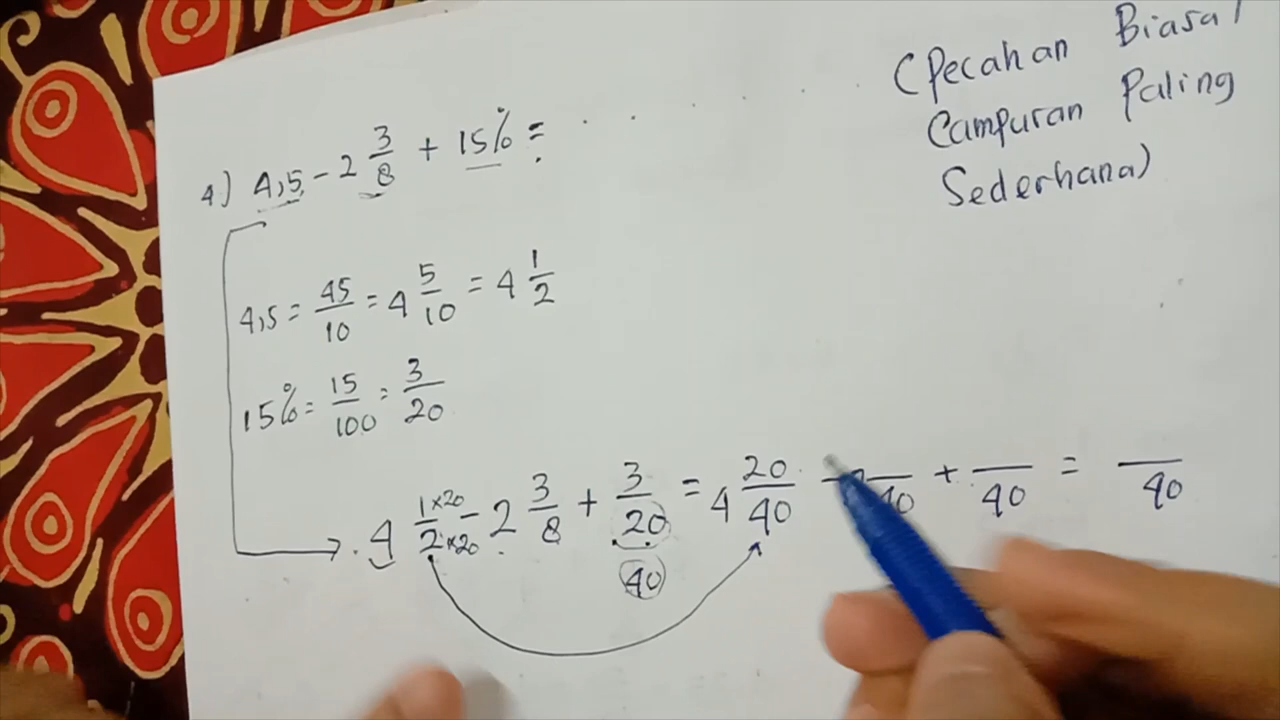 4) 4,5 - 2 3/8 + 15% = . . .
(Pecahan Biasa/
Campuran Paling
Sederhana)
4,5 = 45/10 = 4 5/10 = 4 1/2
15% = 15/100 = 3/20
4 1×20/2×20 - 2 3/8 + 3/20 = 4 20/40 - /40 + /40 = /40
40